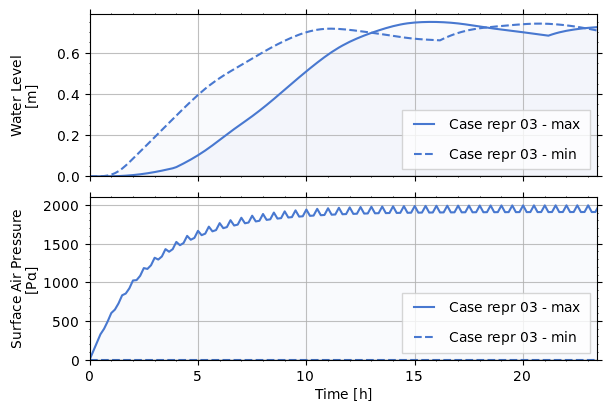 Water Level
[m]
0.6
0.4
0.2
0.0
Case repr 03 - max
Case repr 03 - min
Surface Air Pressure
[Pa]
2000
1500
1000
500
0
Case repr 03 - max
Case repr 03 - min
0 5 10 15 20
Time [h]